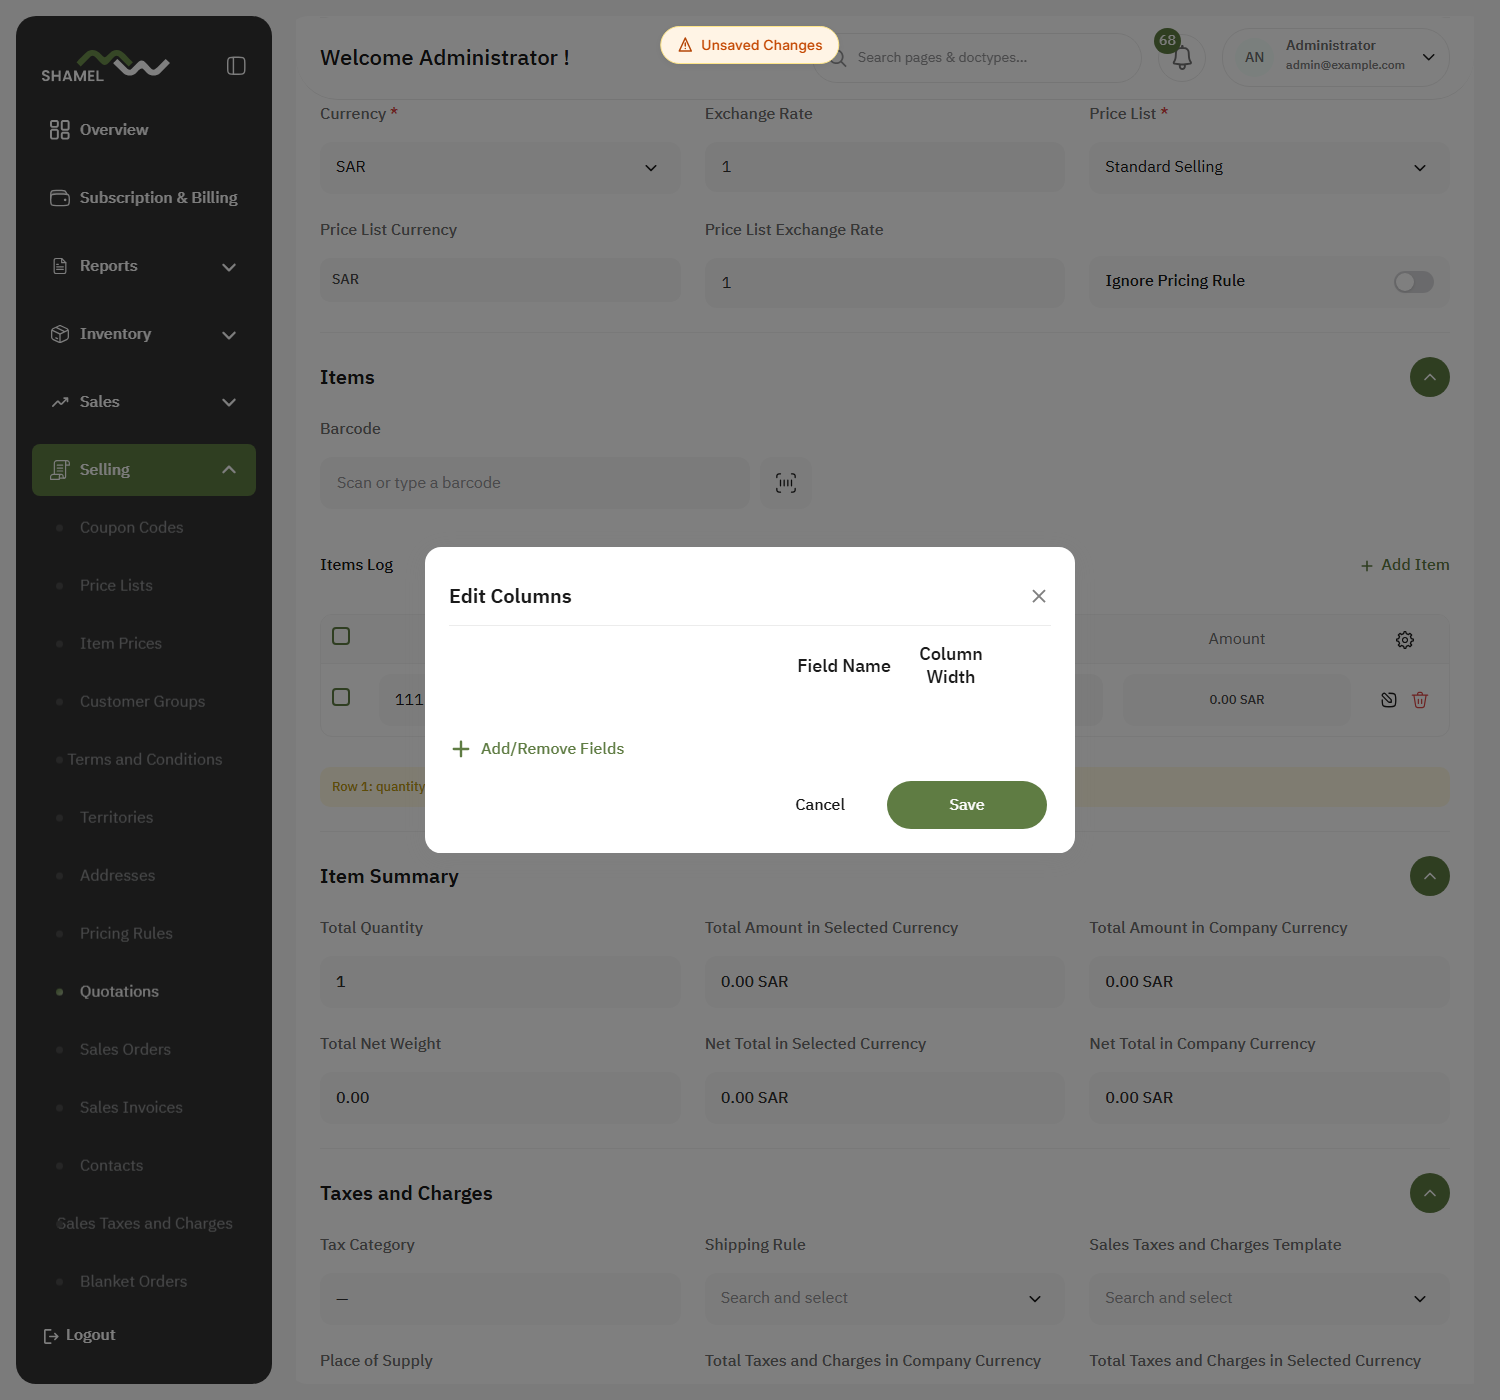 SHAMEL
Overview
Subscription & Billing
Reports
Inventory
Sales
Selling
Coupon Codes
Price Lists
Item Prices
Customer Groups
Terms and Conditions
Territories
Addresses
Pricing Rules
Quotations
Sales Orders
Sales Invoices
Contacts
Sales Taxes and Charges
Blanket Orders
Logout
Welcome Administrator !
Unsaved Changes
Search pages & doctypes...
68
AN
Administrator
admin@example.com
Currency *
Exchange Rate
Price List *
SAR
1
Standard Selling
Price List Currency
Price List Exchange Rate
SAR
1
Ignore Pricing Rule
Items
Barcode
Scan or type a barcode
Items Log
Add Item
Amount
111
0.00 SAR
Row 1: quantity
Edit Columns
Field Name
Column
Width
Add/Remove Fields
Cancel
Save
Item Summary
Total Quantity
Total Amount in Selected Currency
Total Amount in Company Currency
1
0.00 SAR
0.00 SAR
Total Net Weight
Net Total in Selected Currency
Net Total in Company Currency
0.00
0.00 SAR
0.00 SAR
Taxes and Charges
Tax Category
Shipping Rule
Sales Taxes and Charges Template
—
Search and select
Search and select
Place of Supply
Total Taxes and Charges in Company Currency
Total Taxes and Charges in Selected Currency